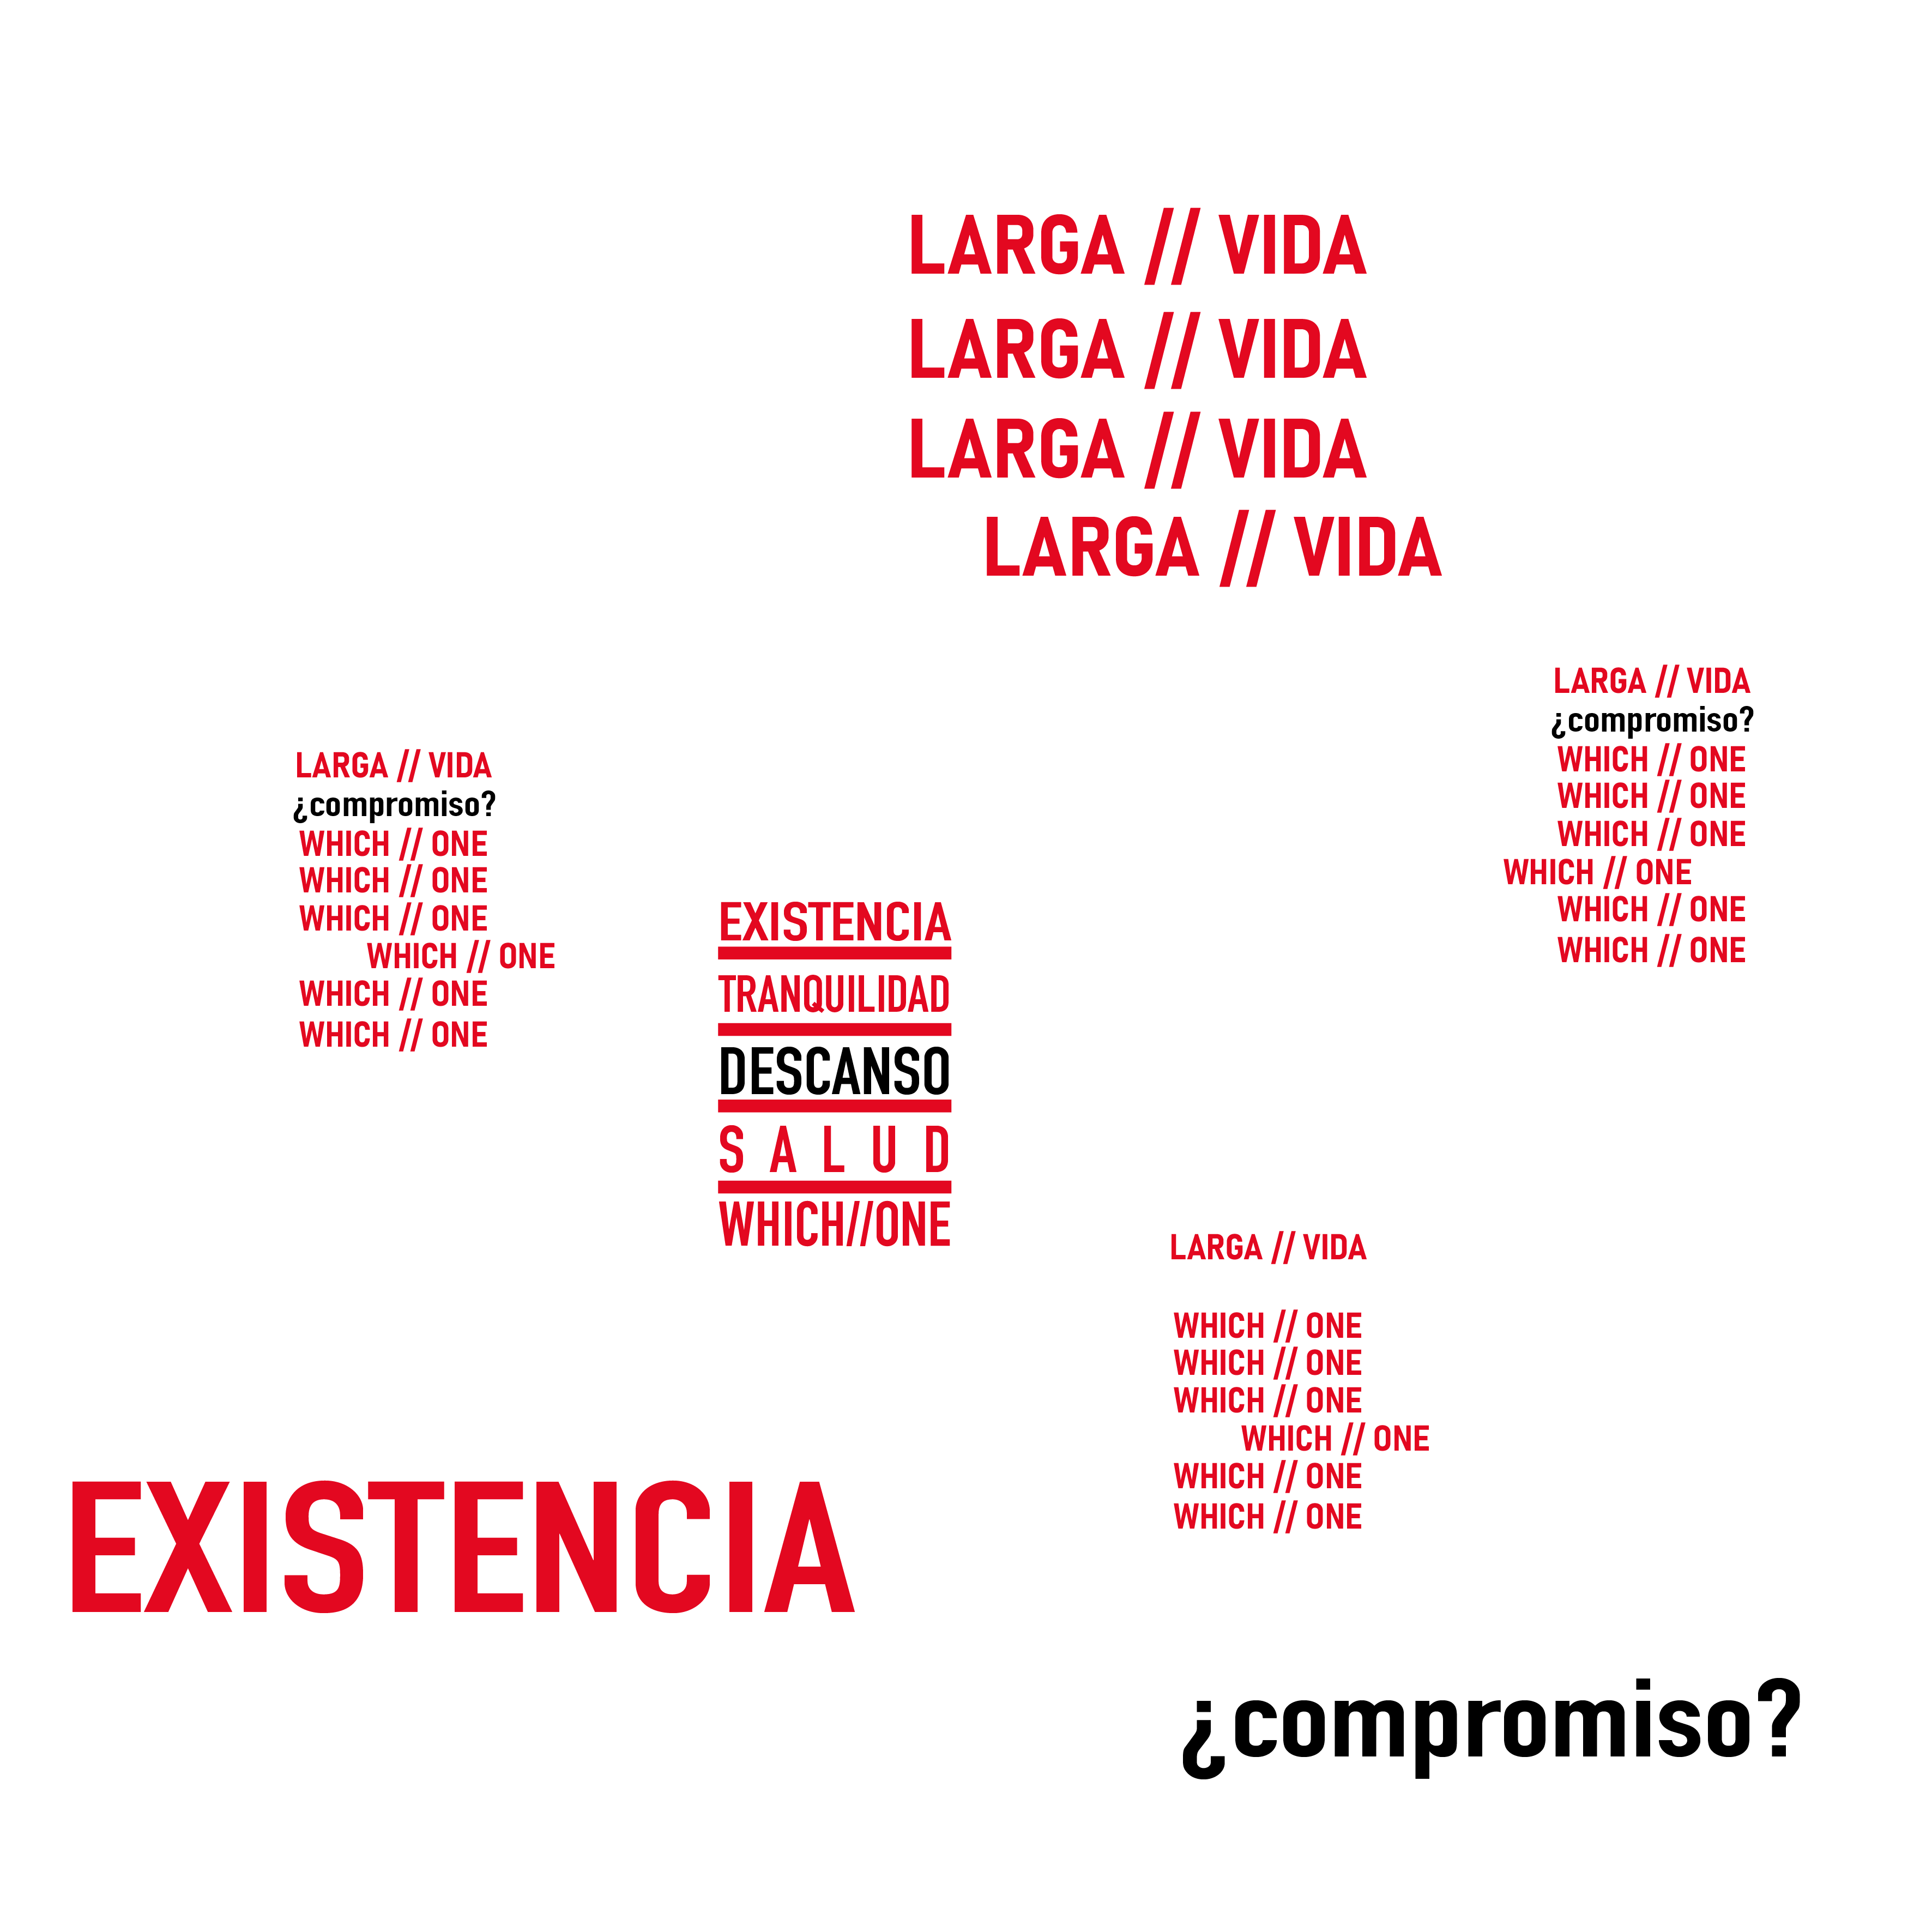 LARGA // VIDA
LARGA // VIDA
LARGA // VIDA
LARGA // VIDA
LARGA // VIDA
¿compromiso?
WHICH // ONE
WHICH // ONE
WHICH // ONE
WHICH // ONE
WHICH // ONE
WHICH // ONE
LARGA // VIDA
¿compromiso?
WHICH // ONE
WHICH // ONE
WHICH // ONE
WHICH // ONE
WHICH // ONE
WHICH // ONE
EXISTENCIA
TRANQUILIDAD
DESCANSO
SALUD
WHICH//ONE
LARGA // VIDA
WHICH // ONE
WHICH // ONE
WHICH // ONE
WHICH // ONE
WHICH // ONE
WHICH // ONE
EXISTENCIA
¿compromiso?